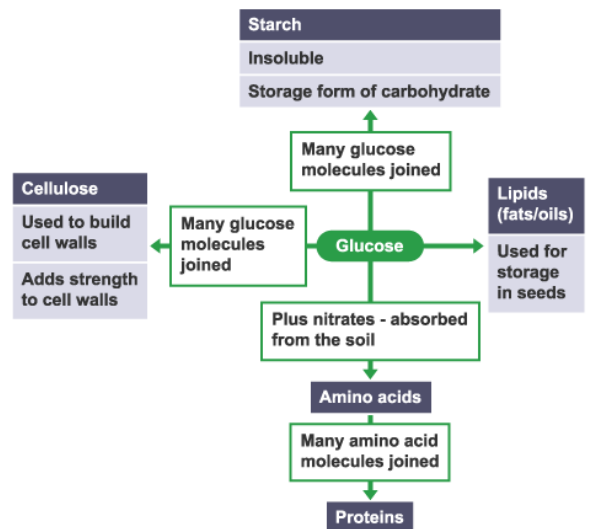 Starch
Insoluble
Storage form of carbohydrate
Many glucose
molecules joined
Cellulose
Used to build
cell walls
Adds strength
to cell walls
Many glucose
molecules
joined
Glucose
Lipids
(fats/oils)
Used for
storage
in seeds
Plus nitrates - absorbed
from the soil
Amino acids
Many amino acid
molecules joined
Proteins